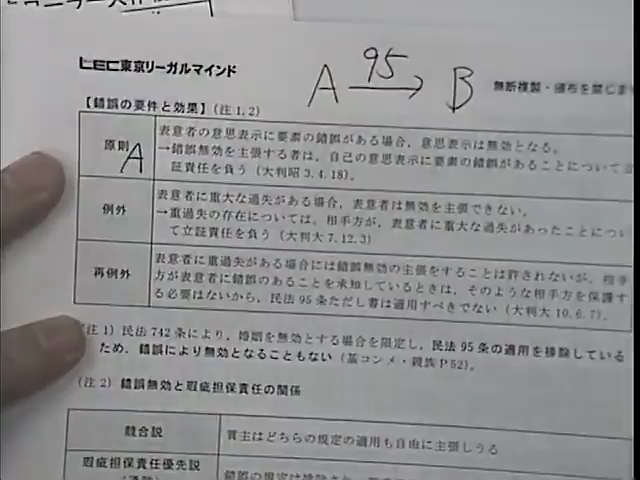 LEC東京リーガルマインド
A 95 → B
無断複製・頒布を禁じま
【錯誤の要件と効果】(注1,2)
原則
A
表意者の意思表示に要素の錯誤がある場合,意思表示は無効となる。
→錯誤無効を主張する者は,自己の意思表示に要素の錯誤があることについて立
証責任を負う(大判昭3.4.18)。
例外
表意者に重大な過失がある場合,表意者は無効を主張できない。
→重過失の存在については,相手方が,表意者に重大な過失があったことについ
て立証責任を負う(大判大7.12.3)
再例外
表意者に重過失がある場合には錯誤無効の主張をすることは許されないが,相手
方が表意者に錯誤のあることを承知しているときは,そのような相手方を保護す
る必要はないから,民法95条ただし書は適用すべきでない(大判大10.6.7)。
(注1)民法742条により,婚姻を無効とする場合を限定し,民法95条の適用を排除している
ため,錯誤により無効となることもない(基コンメ・親族P52)。
(注2)錯誤無効と瑕疵担保責任の関係
競合説
買主はどちらの規定の適用も自由に主張しうる
瑕疵担保責任優先説
錯誤の規定は排除され